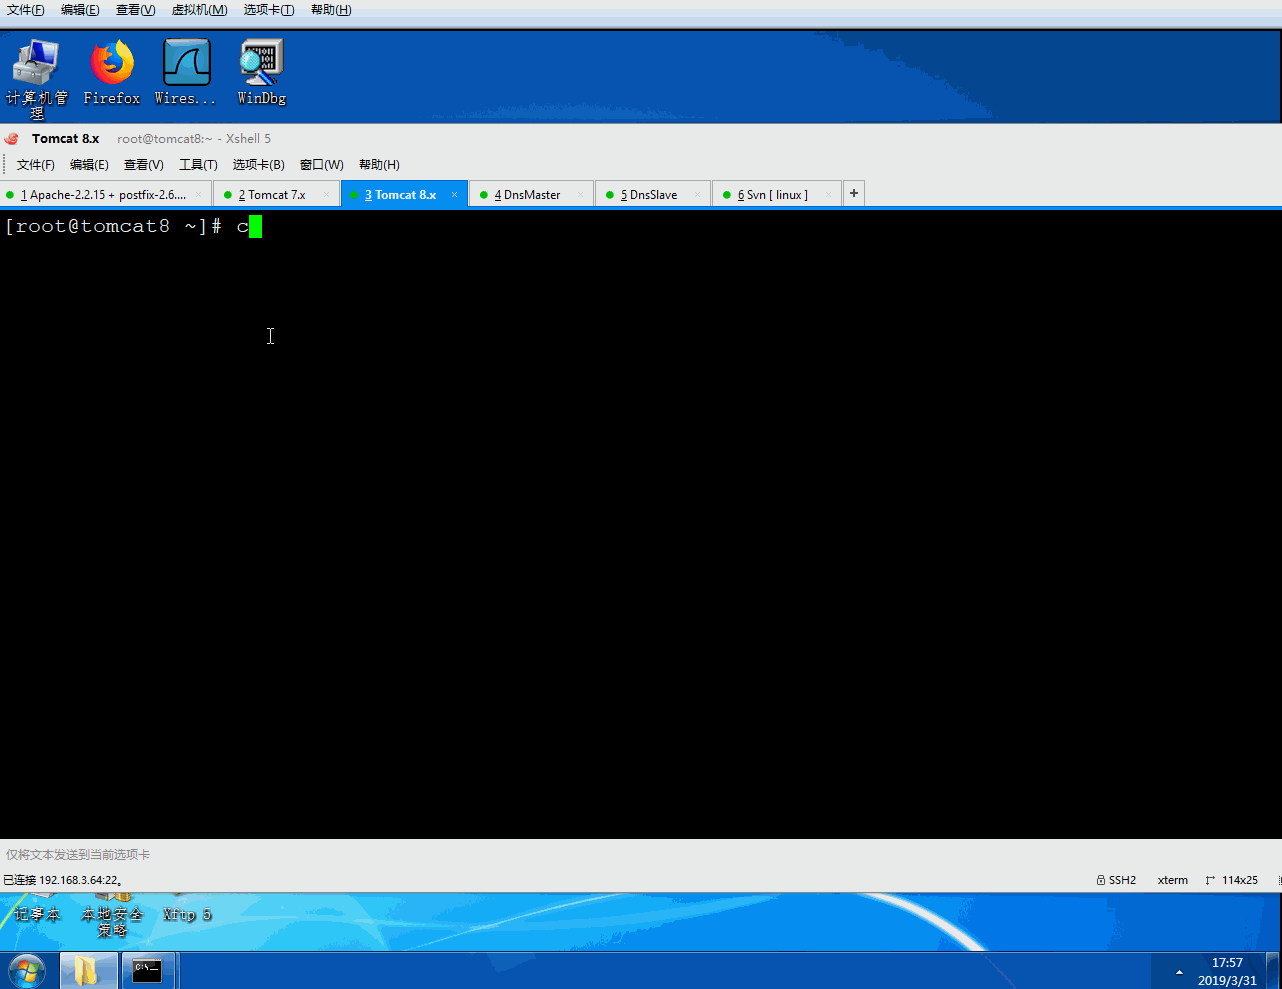 文件(F) 编辑(E) 查看(V) 虚拟机(M) 选项卡(T) 帮助(H)
计算机管理 Firefox Wires... WinDbg
Tomcat 8.x root@tomcat8:~ - Xshell 5
文件(F) 编辑(E) 查看(V) 工具(T) 选项卡(B) 窗口(W) 帮助(H)
1 Apache-2.2.15 + postfix-2.6.... × 2 Tomcat 7.x × 3 Tomcat 8.x × 4 DnsMaster × 5 DnsSlave × 6 Svn [ linux ] × +
[root@tomcat8 ~]# c
仅将文本发送到当前选项卡
已连接 192.168.3.64:22。 SSH2 xterm 114x25
记事本 本地安全策略 Xftp 5
C:\
17:57
2019/3/31